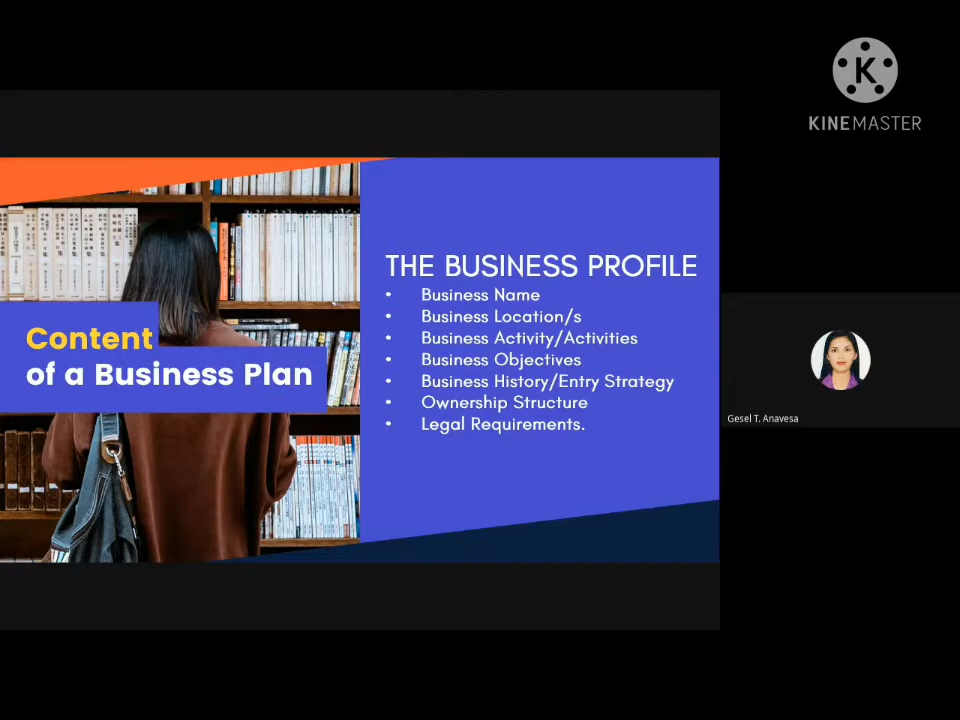 KINEMASTER
Content
of a Business Plan
THE BUSINESS PROFILE
• Business Name
• Business Location/s
• Business Activity/Activities
• Business Objectives
• Business History/Entry Strategy
• Ownership Structure
• Legal Requirements.
Gesel T. Anavesa